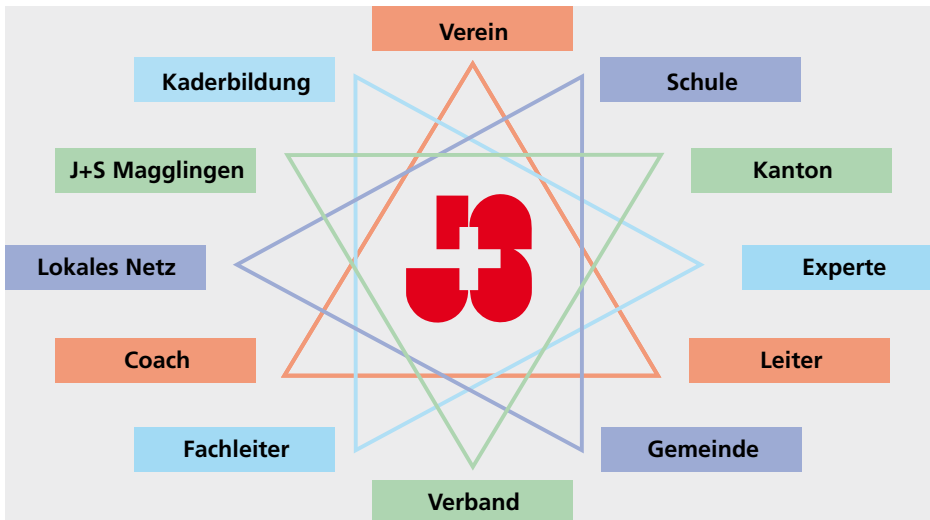 Verein
Kaderbildung
Schule
J+S Magglingen
Kanton
Lokales Netz
Experte
Coach
Leiter
Fachleiter
Gemeinde
Verband